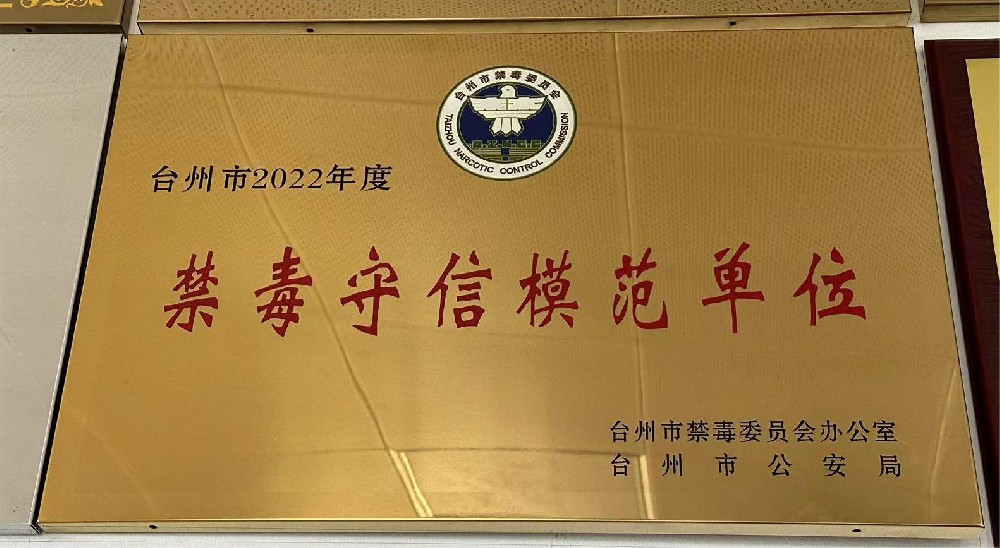 台州市禁毒委员会
TAIZHOU NARCOTIC CONTROL COMMISSION
台州市2022年度
禁毒守信模范单位
台州市禁毒委员会办公室
台州市公安局